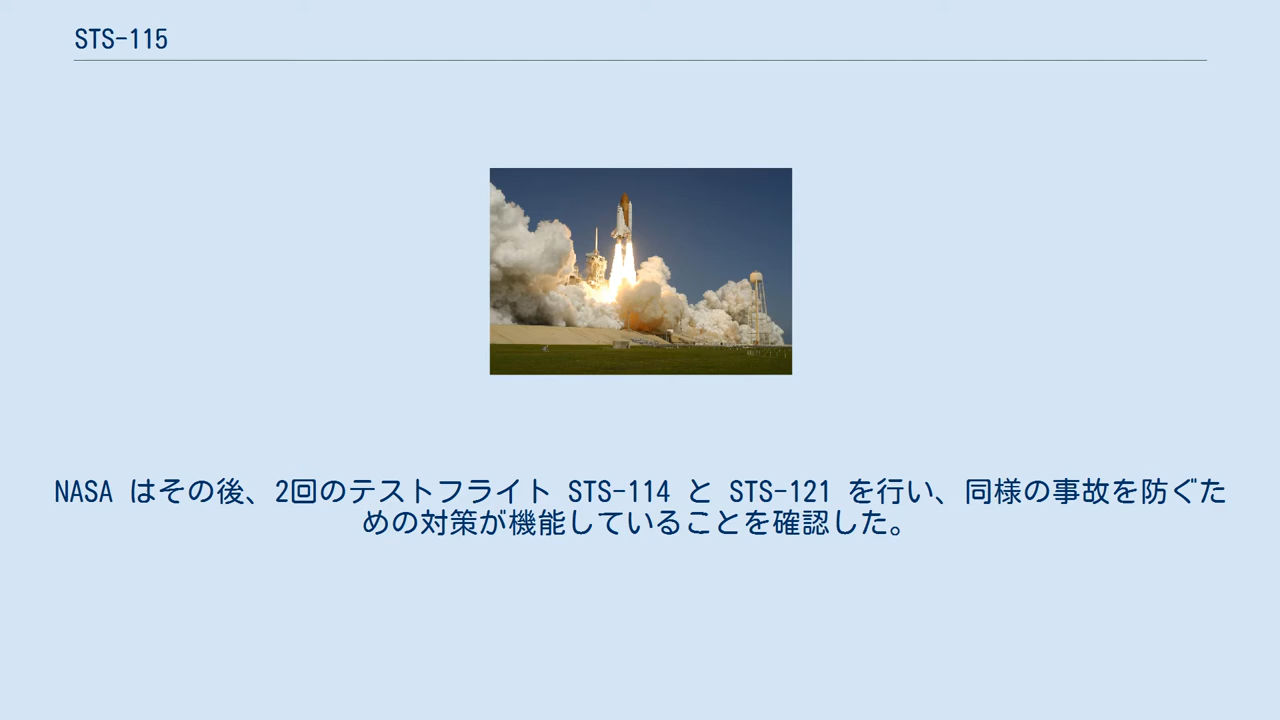 STS-115
NASA はその後、2回のテストフライト STS-114 と STS-121 を行い、同様の事故を防ぐた
めの対策が機能していることを確認した。